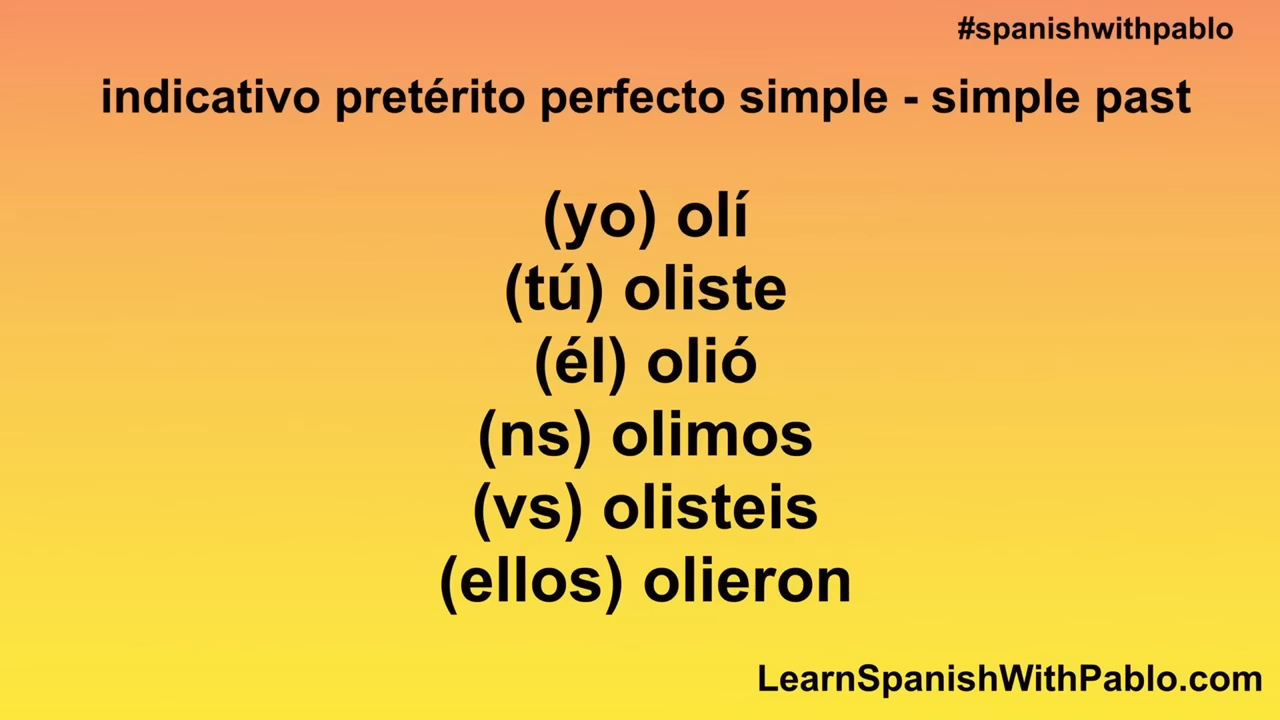 #spanishwithpablo
indicativo pretérito perfecto simple - simple past
(yo) olí
(tú) oliste
(él) olió
(ns) olimos
(vs) olisteis
(ellos) olieron
LearnSpanishWithPablo.com